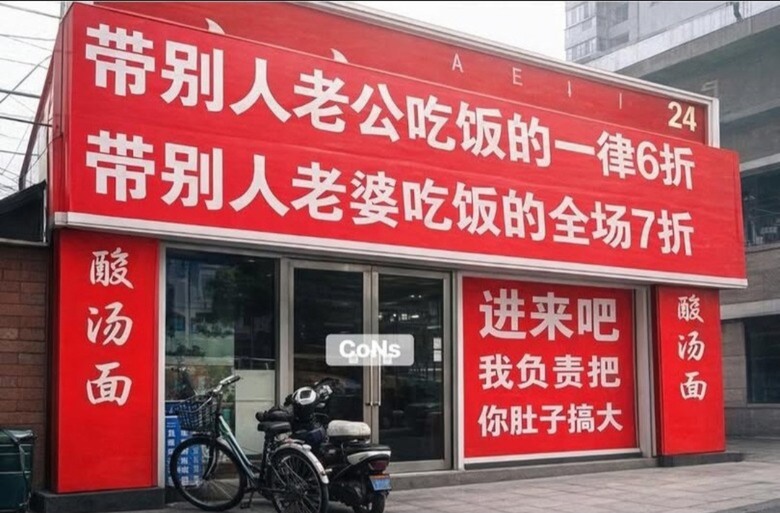 A E I I
24
带别人老公吃饭的一律6折
带别人老婆吃饭的全场7折
酸汤面
进来吧
我负责把
你肚子搞大
酸汤面
CoNs